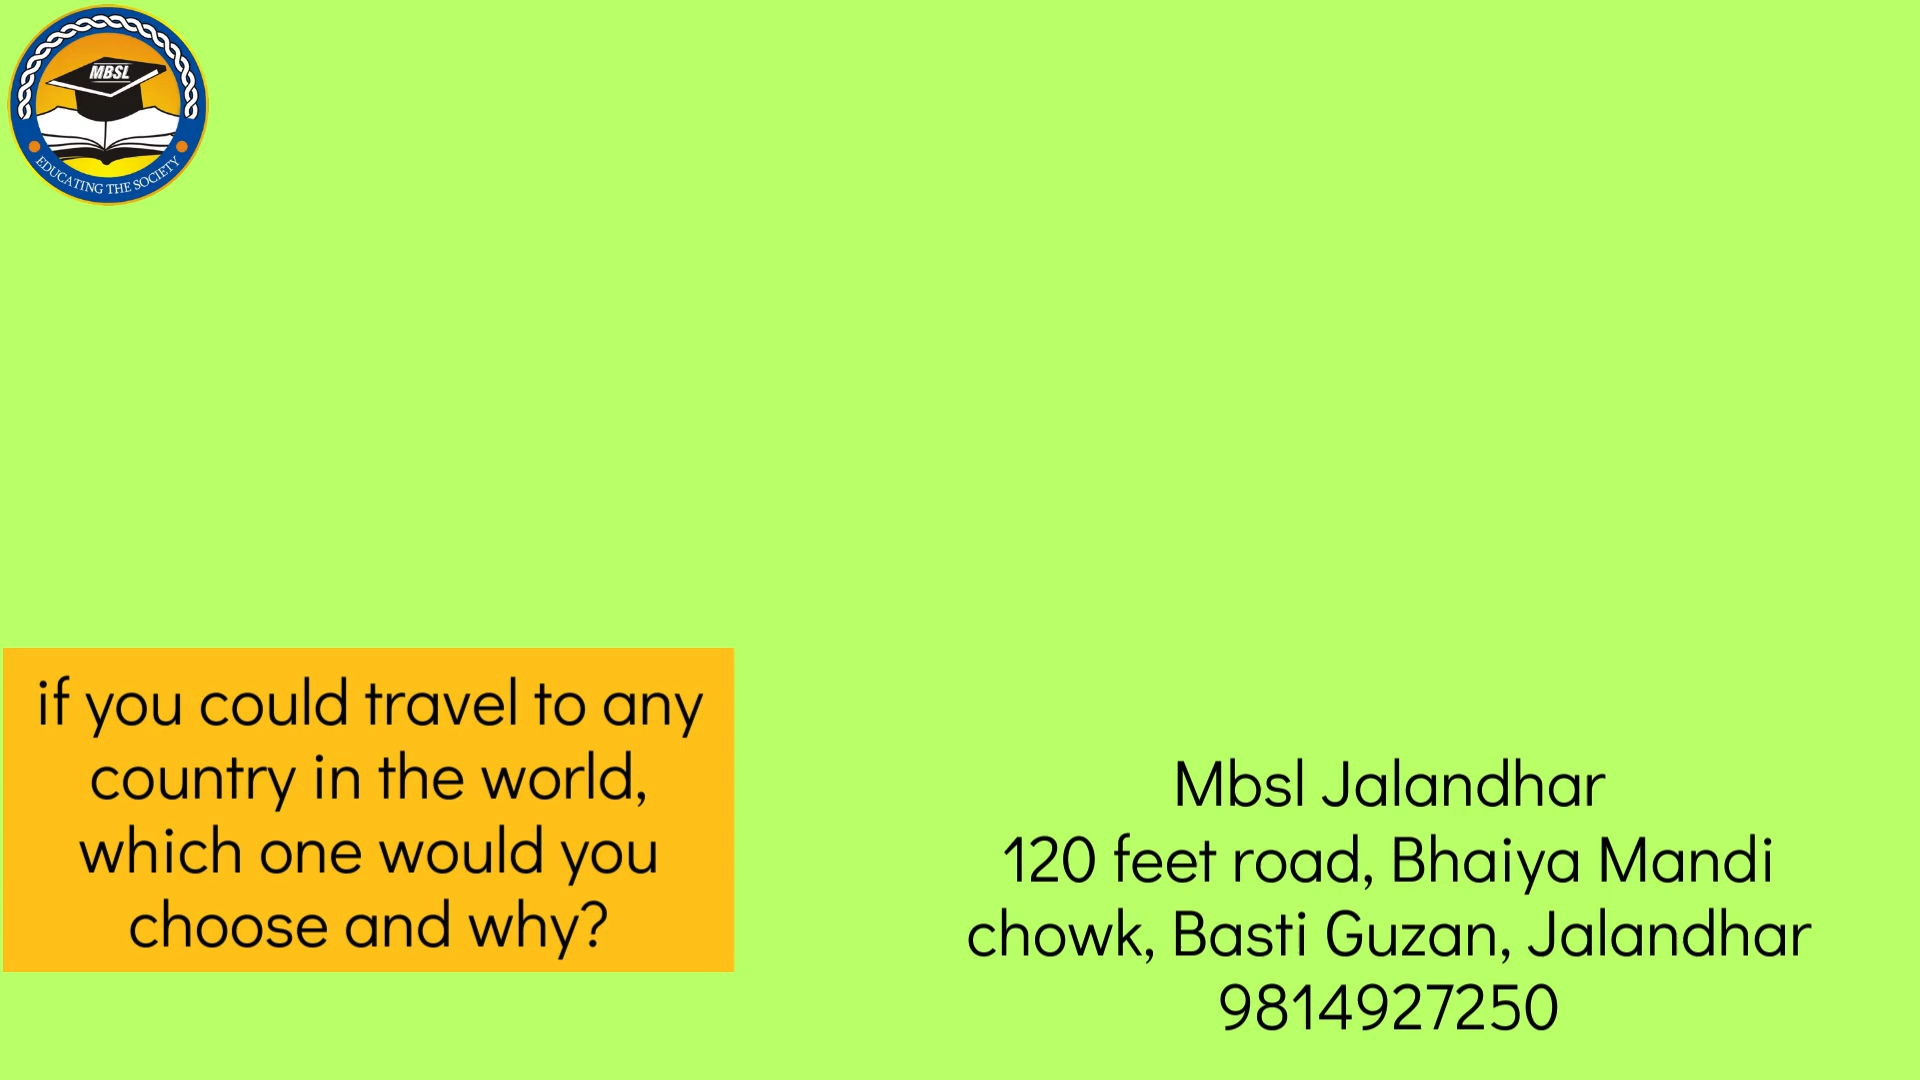 MBSL
EDUCATING THE SOCIETY
if you could travel to any
country in the world,
which one would you
choose and why?
Mbsl Jalandhar
120 feet road, Bhaiya Mandi
chowk, Basti Guzan, Jalandhar
9814927250